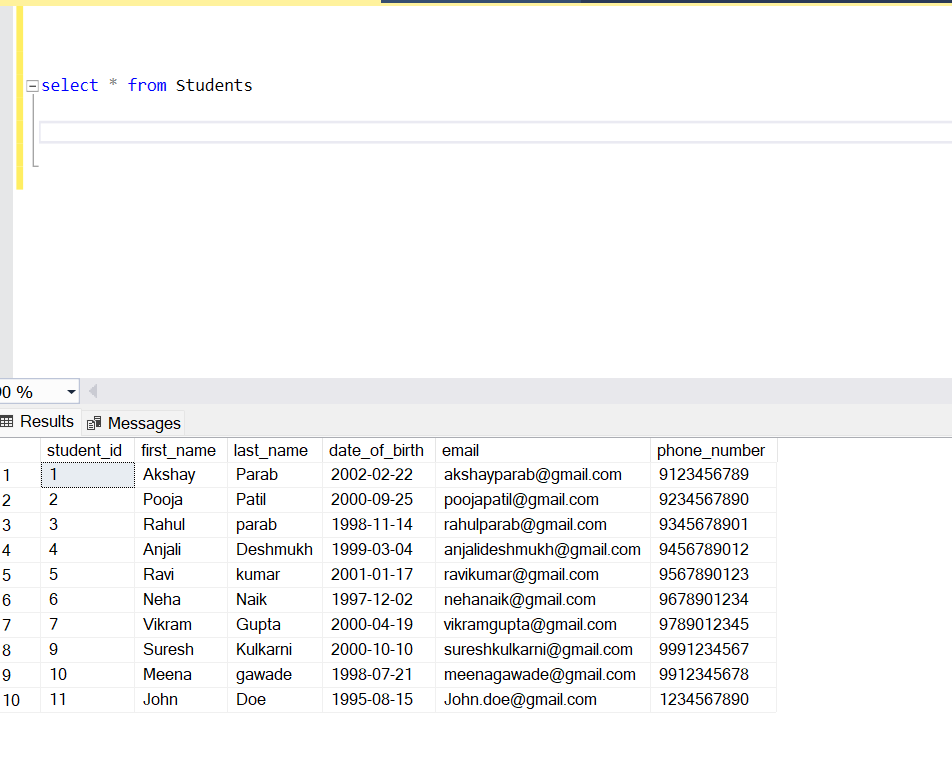 select * from Students
00 %
Results Messages
student_id first_name last_name date_of_birth email phone_number
1 1 Akshay Parab 2002-02-22 akshayparab@gmail.com 9123456789
2 2 Pooja Patil 2000-09-25 poojapatil@gmail.com 9234567890
3 3 Rahul parab 1998-11-14 rahulparab@gmail.com 9345678901
4 4 Anjali Deshmukh 1999-03-04 anjalideshmukh@gmail.com 9456789012
5 5 Ravi kumar 2001-01-17 ravikumar@gmail.com 9567890123
6 6 Neha Naik 1997-12-02 nehanaik@gmail.com 9678901234
7 7 Vikram Gupta 2000-04-19 vikramgupta@gmail.com 9789012345
8 9 Suresh Kulkarni 2000-10-10 sureshkulkarni@gmail.com 9991234567
9 10 Meena gawade 1998-07-21 meenagawade@gmail.com 9912345678
10 11 John Doe 1995-08-15 John.doe@gmail.com 1234567890